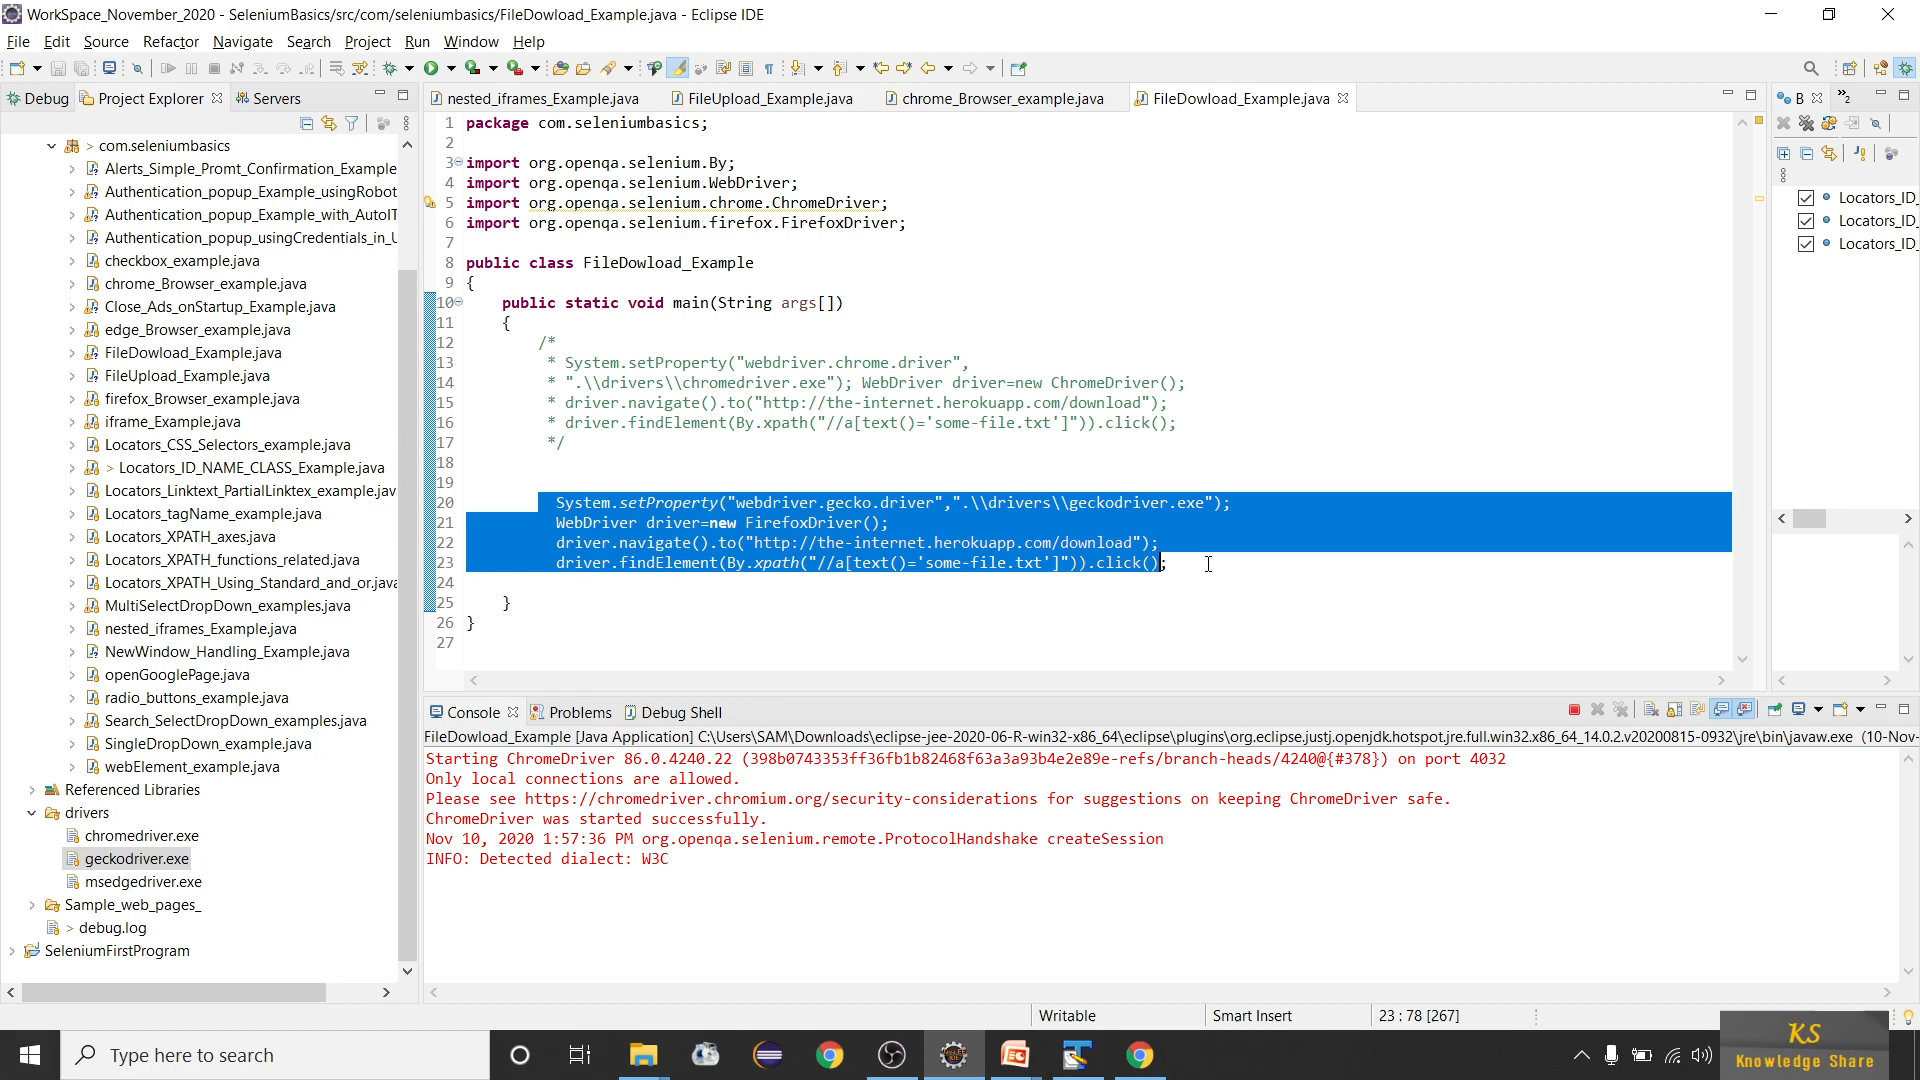 WorkSpace_November_2020 - SeleniumBasics/src/com/seleniumbasics/FileDowload_Example.java - Eclipse IDE
File Edit Source Refactor Navigate Search Project Run Window Help
Debug Project Explorer Servers
com.seleniumbasics
Alerts_Simple_Promt_Confirmation_Example
Authentication_popup_Example_usingRobot
Authentication_popup_Example_with_AutoIT
Authentication_popup_usingCredentials_in_U
checkbox_example.java
chrome_Browser_example.java
Close_Ads_onStartup_Example.java
edge_Browser_example.java
FileDowload_Example.java
FileUpload_Example.java
firefox_Browser_example.java
iframe_Example.java
Locators_CSS_Selectors_example.java
> Locators_ID_NAME_CLASS_Example.java
Locators_Linktext_PartialLinktex_example.jav
Locators_tagName_example.java
Locators_XPATH_axes.java
Locators_XPATH_functions_related.java
Locators_XPATH_Using_Standard_and_or.java
MultiSelectDropDown_examples.java
nested_iframes_Example.java
NewWindow_Handling_Example.java
openGooglePage.java
radio_buttons_example.java
Search_SelectDropDown_examples.java
SingleDropDown_example.java
webElement_example.java
Referenced Libraries
drivers
chromedriver.exe
geckodriver.exe
msedgedriver.exe
Sample_web_pages_
> debug.log
SeleniumFirstProgram
nested_iframes_Example.java FileUpload_Example.java chrome_Browser_example.java FileDowload_Example.java
1 package com.seleniumbasics;
2
3 import org.openqa.selenium.By;
4 import org.openqa.selenium.WebDriver;
5 import org.openqa.selenium.chrome.ChromeDriver;
6 import org.openqa.selenium.firefox.FirefoxDriver;
7
8 public class FileDowload_Example
9 {
10 public static void main(String args[])
11 {
12 /*
13 * System.setProperty("webdriver.chrome.driver",
14 * ".\\drivers\\chromedriver.exe"); WebDriver driver=new ChromeDriver();
15 * driver.navigate().to("http://the-internet.herokuapp.com/download");
16 * driver.findElement(By.xpath("//a[text()='some-file.txt']")).click();
17 */
18
19
20 System.setProperty("webdriver.gecko.driver",".\\drivers\\geckodriver.exe");
21 WebDriver driver=new FirefoxDriver();
22 driver.navigate().to("http://the-internet.herokuapp.com/download");
23 driver.findElement(By.xpath("//a[text()='some-file.txt']")).click();
24
25 }
26 }
27
B »2
Locators_ID_
Locators_ID_
Locators_ID_
Console Problems Debug Shell
FileDowload_Example [Java Application] C:\Users\SAM\Downloads\eclipse-jee-2020-06-R-win32-x86_64\eclipse\plugins\org.eclipse.justj.openjdk.hotspot.jre.full.win32.x86_64_14.0.2.v20200815-0932\jre\bin\javaw.exe (10-Nov-
Starting ChromeDriver 86.0.4240.22 (398b0743353ff36fb1b82468f63a3a93b4e2e89e-refs/branch-heads/4240@{#378}) on port 4032
Only local connections are allowed.
Please see https://chromedriver.chromium.org/security-considerations for suggestions on keeping ChromeDriver safe.
ChromeDriver was started successfully.
Nov 10, 2020 1:57:36 PM org.openqa.selenium.remote.ProtocolHandshake createSession
INFO: Detected dialect: W3C
Writable Smart Insert 23 : 78 [267]
Type here to search
KS
Knowledge Share